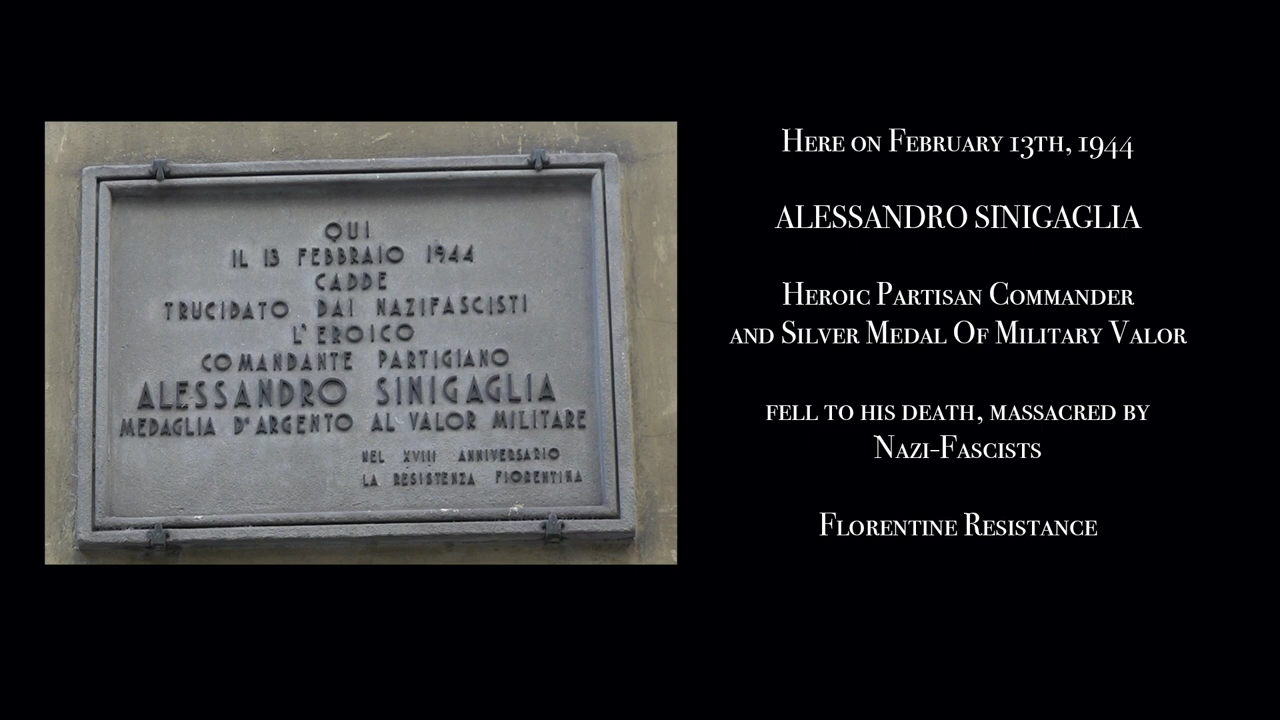 QUI
IL 13 FEBBRAIO 1944
CADDE
TRUCIDATO DAI NAZIFASCISTI
L'EROICO
COMANDANTE PARTIGIANO
ALESSANDRO SINIGAGLIA
MEDAGLIA D'ARGENTO AL VALOR MILITARE
NEL XVIII ANNIVERSARIO
LA RESISTENZA FIORENTINA
Here on February 13th, 1944
ALESSANDRO SINIGAGLIA
Heroic Partisan Commander
and Silver Medal Of Military Valor
fell to his death, massacred by
Nazi-Fascists
Florentine Resistance